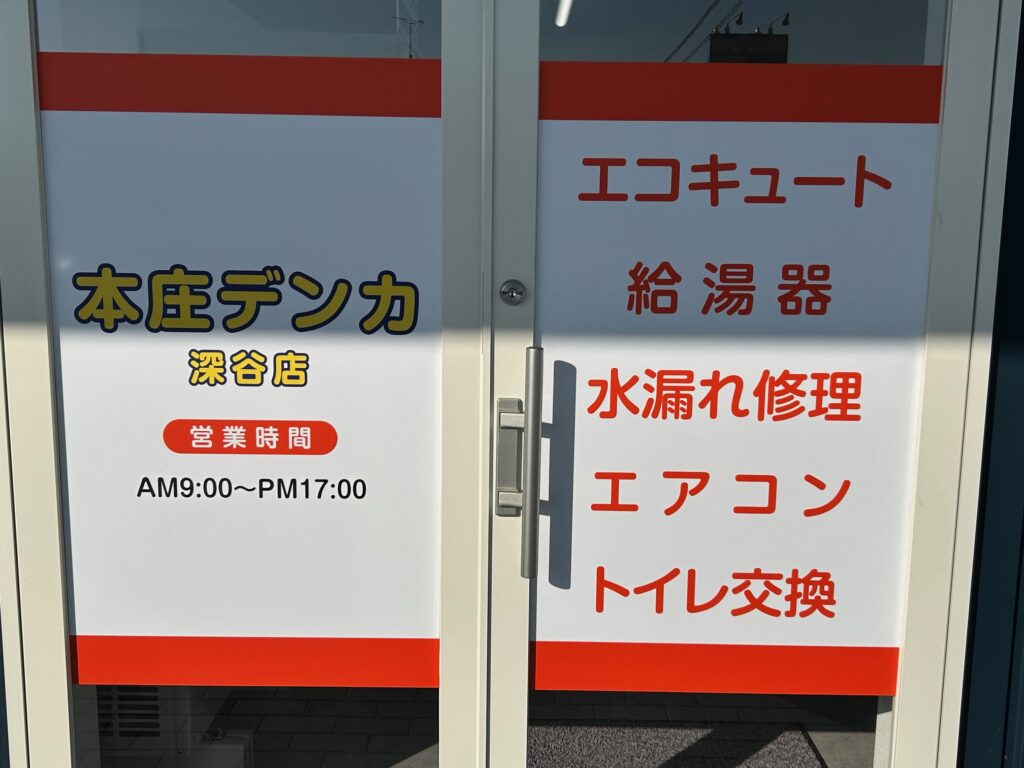 本庄デンカ
深谷店
営業時間
AM9:00〜PM17:00
エコキュート
給湯器
水漏れ修理
エアコン
トイレ交換